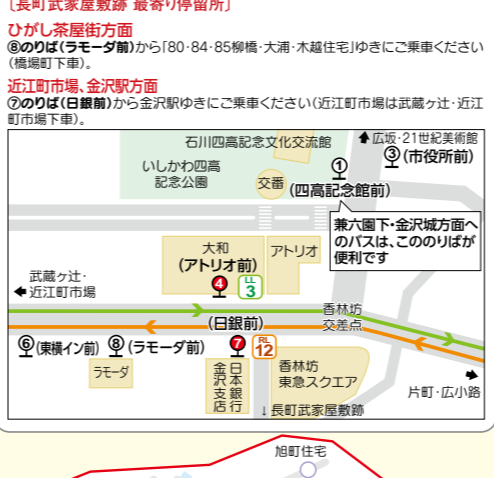 ［長町武家屋敷跡 最寄り停留所］
ひがし茶屋街方面
⑧のりば(ラモーダ前)から「80・84・85柳橋・大浦・木越住宅」ゆきにご乗車ください
(橋場町下車)。
近江町市場、金沢駅方面
⑦のりば(日銀前)から金沢駅ゆきにご乗車ください(近江町市場は武蔵ヶ辻・近江
町市場下車)。
石川四高記念文化交流館
↑広坂・21世紀美術館
③(市役所前)
いしかわ四高
記念公園
交番
①
(四高記念館前)
兼六園下・金沢城方面へ
のバスは、こののりばが
便利です
大和
(アトリオ前)
アトリオ
④
LL
3
武蔵ヶ辻・
←近江町市場
香林坊
交差点
(日銀前)
⑥(東横イン前)
⑧(ラモーダ前)
⑦
RL
12
ラモーダ
日本銀行
金沢支店
香林坊
東急スクエア
→
片町・広小路
↓長町武家屋敷跡
旭町住宅